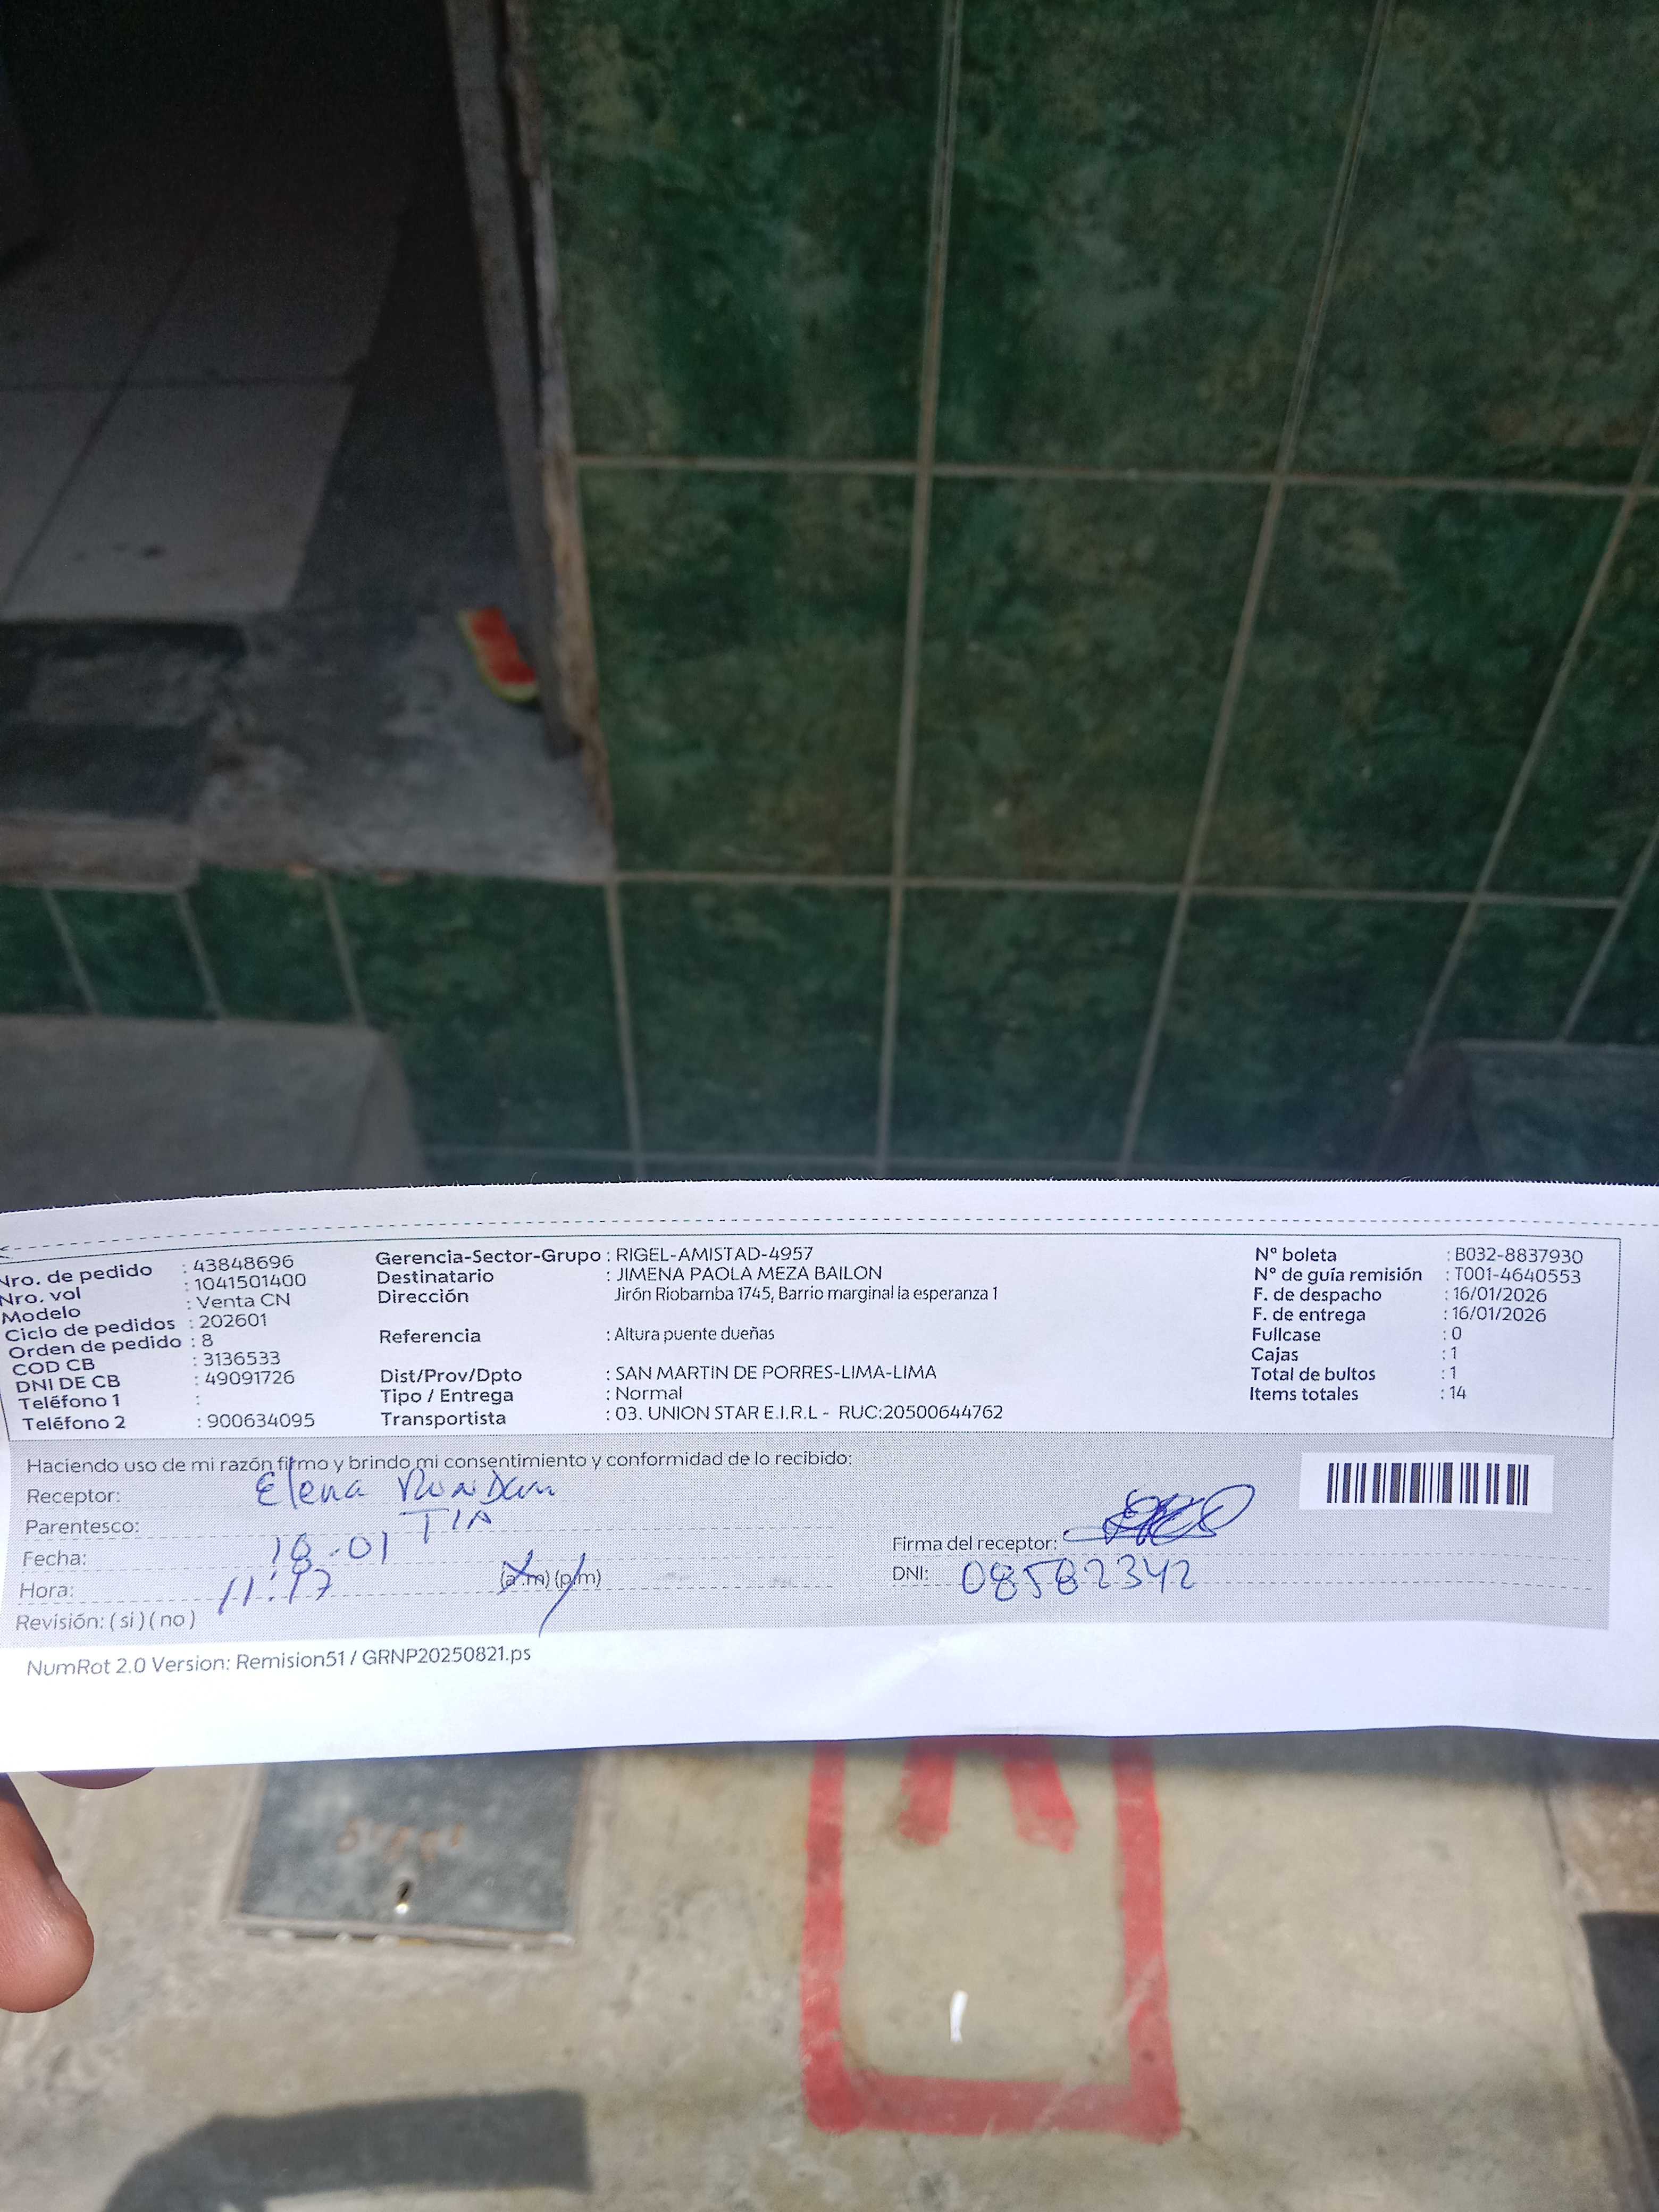 Nro. de pedido : 43848696
Nro. vol : 1041501400
Modelo : Venta CN
Ciclo de pedidos : 202601
Orden de pedido : 8
COD CB : 3136533
DNI DE CB : 49091726
Teléfono 1 :
Teléfono 2 : 900634095
Gerencia-Sector-Grupo : RIGEL-AMISTAD-4957
Destinatario : JIMENA PAOLA MEZA BAILON
Dirección Jirón Riobamba 1745, Barrio marginal la esperanza 1
Referencia : Altura puente dueñas
Dist/Prov/Dpto : SAN MARTIN DE PORRES-LIMA-LIMA
Tipo / Entrega : Normal
Transportista : 03. UNION STAR E.I.R.L - RUC:20500644762
N° boleta : B032-8837930
N° de guía remisión : T001-4640553
F. de despacho : 16/01/2026
F. de entrega : 16/01/2026
Fullcase : 0
Cajas : 1
Total de bultos : 1
Items totales : 14
Haciendo uso de mi razón firmo y brindo mi consentimiento y conformidad de lo recibido:
Receptor: Elena
Parentesco: TIA
Fecha: 18-01
Hora: 11:17 (a.m) (p.m)
Revisión: ( si ) ( no )
Firma del receptor:
DNI: 08582342
NumRot 2.0 Version: Remision51 / GRNP20250821.ps